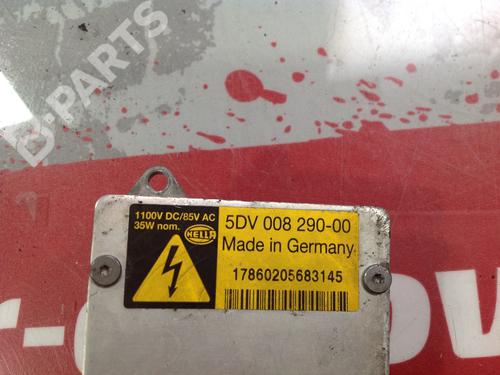 B-PARTS
1100V DC/85V AC
35W nom.
HELLA
5DV 008 290-00
Made in Germany
17860205683145